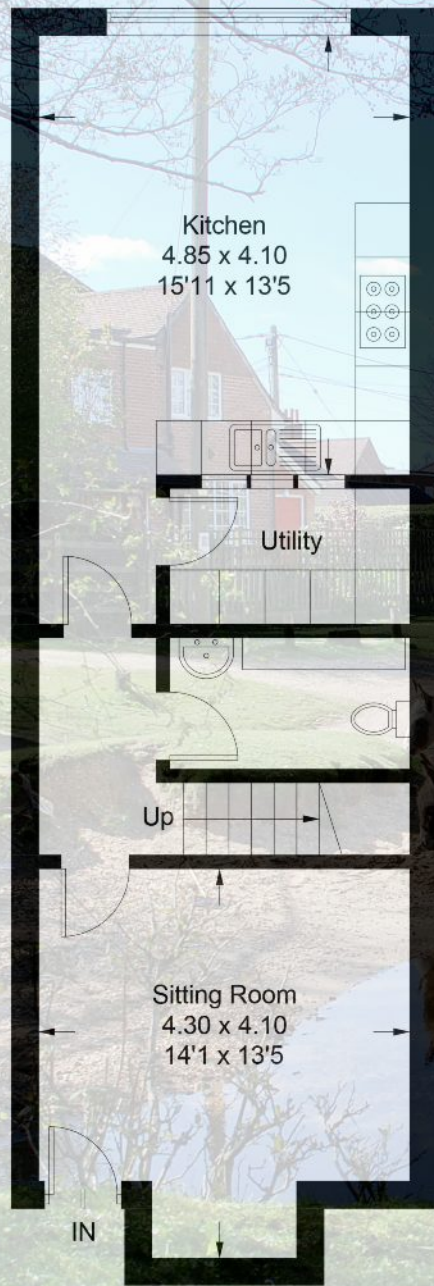 Kitchen
4.85 x 4.10
15'11 x 13'5
Utility
Up
Sitting Room
4.30 x 4.10
14'1 x 13'5
IN